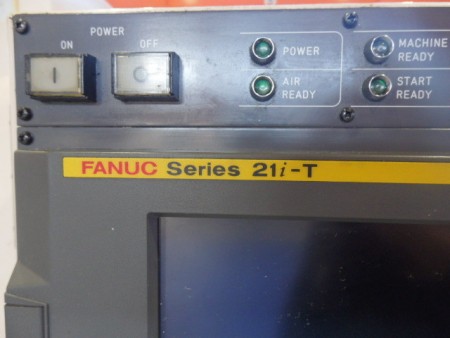 POWER
ON OFF
I O
POWER
MACHINE READY
AIR READY
START READY
FANUC Series 21i-T